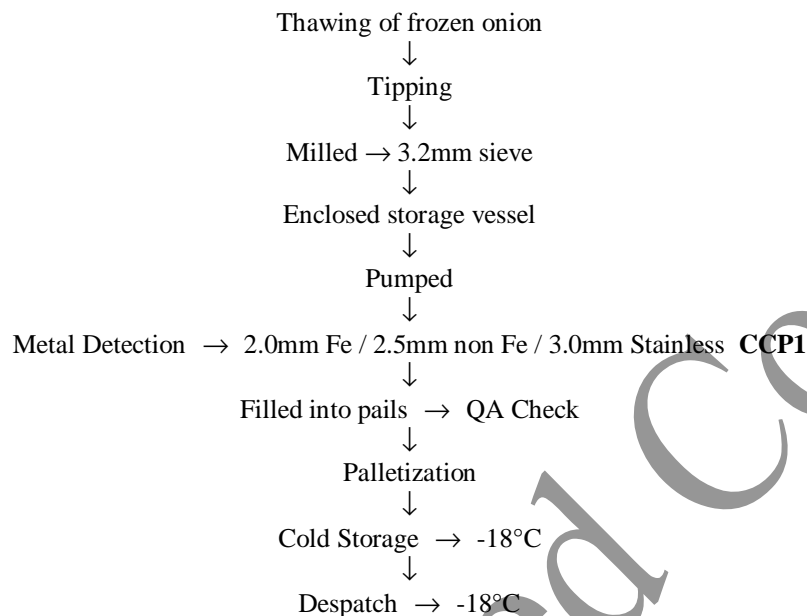 Thawing of frozen onion
↓
Tipping
↓
Milled → 3.2mm sieve
↓
Enclosed storage vessel
↓
Pumped
↓
Metal Detection → 2.0mm Fe / 2.5mm non Fe / 3.0mm Stainless CCP1
↓
Filled into pails → QA Check
↓
Palletization
↓
Cold Storage → -18°C
↓
Despatch → -18°C